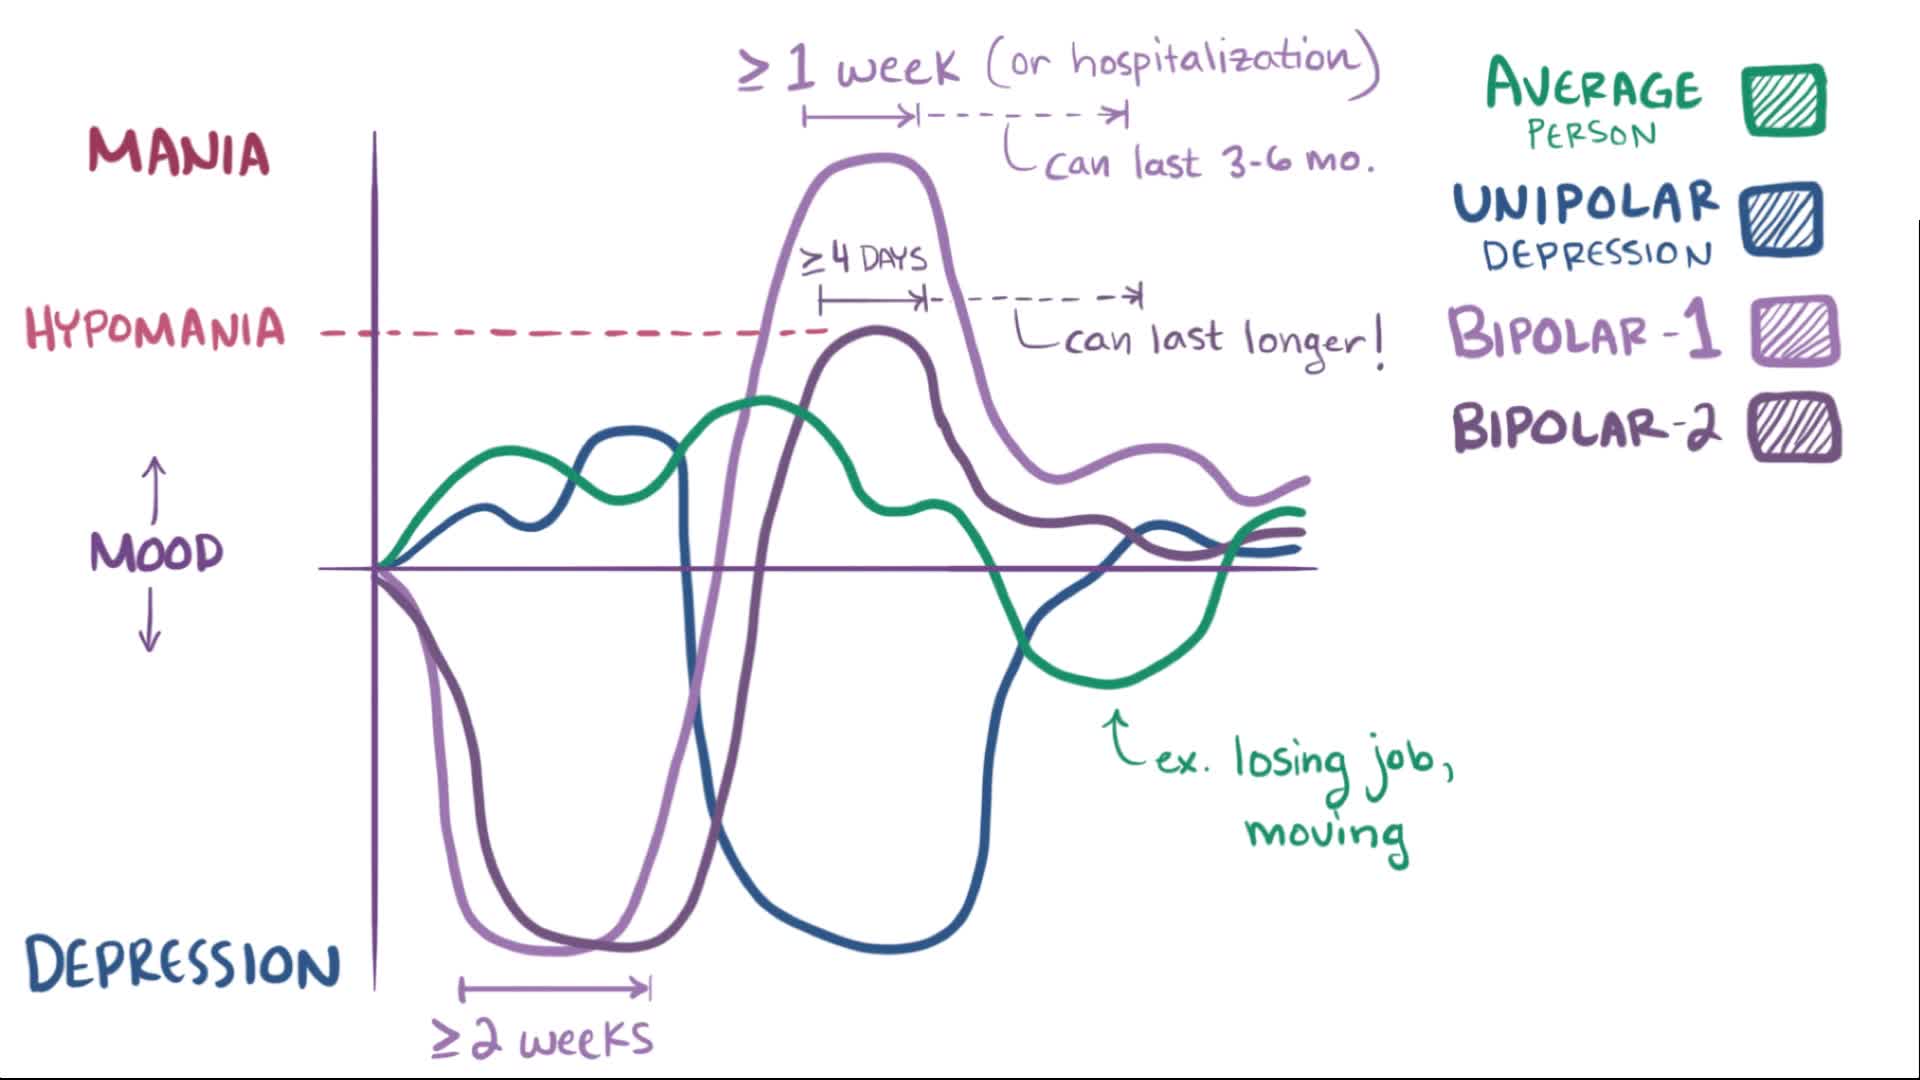 ≥ 1 week (or hospitalization)
can last 3-6 mo.
MANIA
≥ 4 DAYS
can last longer!
HYPOMANIA
MOOD
ex. losing job,
moving
DEPRESSION
≥ 2 weeks
AVERAGE
PERSON
UNIPOLAR
DEPRESSION
BIPOLAR-1
BIPOLAR-2